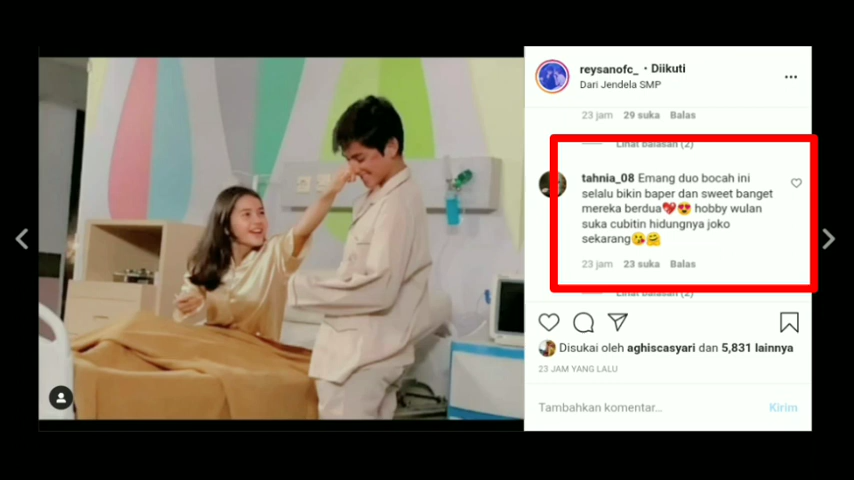 reysanofc_ • Diikuti
Dari Jendela SMP
23 jam 29 suka Balas
Lihat balasan (2)
tahnia_08 Emang duo bocah ini
selalu bikin baper dan sweet banget
mereka berdua💖😍 hobby wulan
suka cubitin hidungnya joko
sekarang😘🤗
23 jam 23 suka Balas
Lihat balasan (2)
Disukai oleh aghiscasyari dan 5,831 lainnya
23 JAM YANG LALU
Tambahkan komentar... Kirim